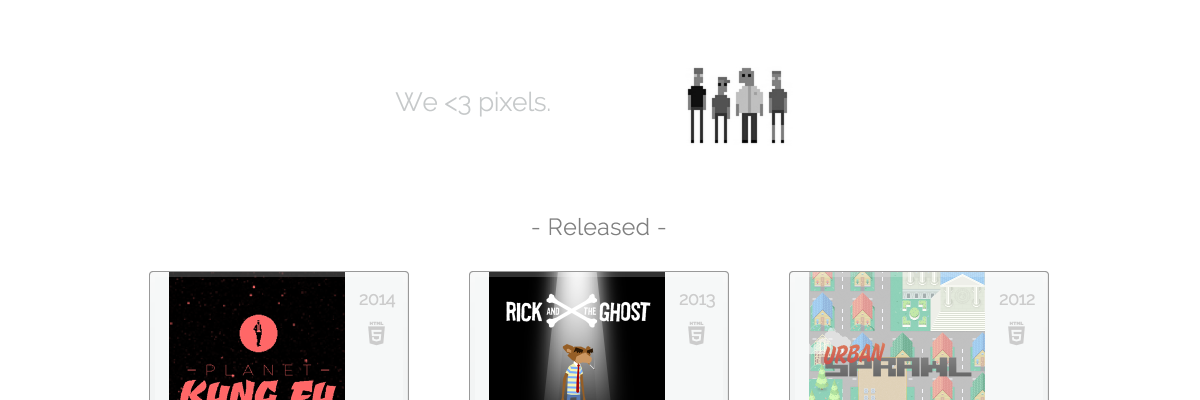 We <3 pixels.
- Released -
2014
HTML
5
- PLANET -
KUNG FU
2013
HTML
5
RICK AND THE GHOST
2012
HTML
5
URBAN
SPRAWL